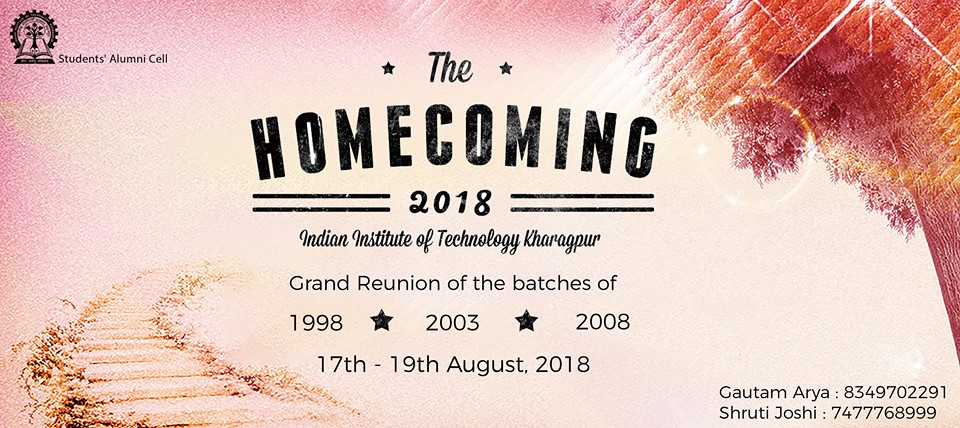 Students' Alumni Cell
The
HOMECOMING
2018
Indian Institute of Technology Kharagpur
Grand Reunion of the batches of
1998 ★ 2003 ★ 2008
17th - 19th August, 2018
Gautam Arya : 8349702291
Shruti Joshi : 7477768999